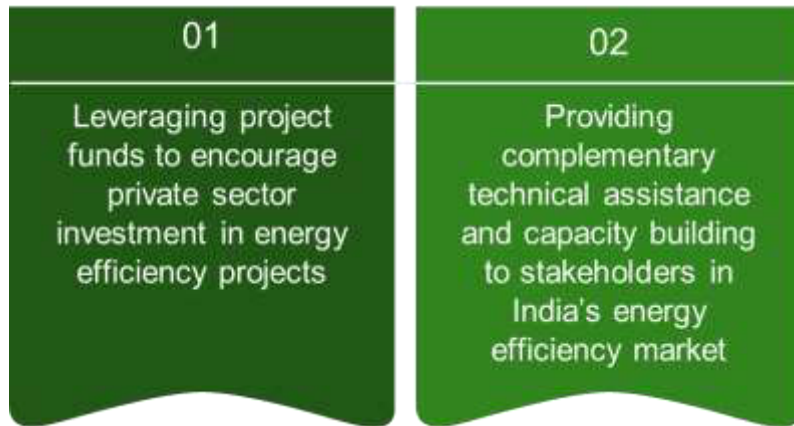 01
Leveraging project
funds to encourage
private sector
investment in energy
efficiency projects
02
Providing
complementary
technical assistance
and capacity building
to stakeholders in
India's energy
efficiency market